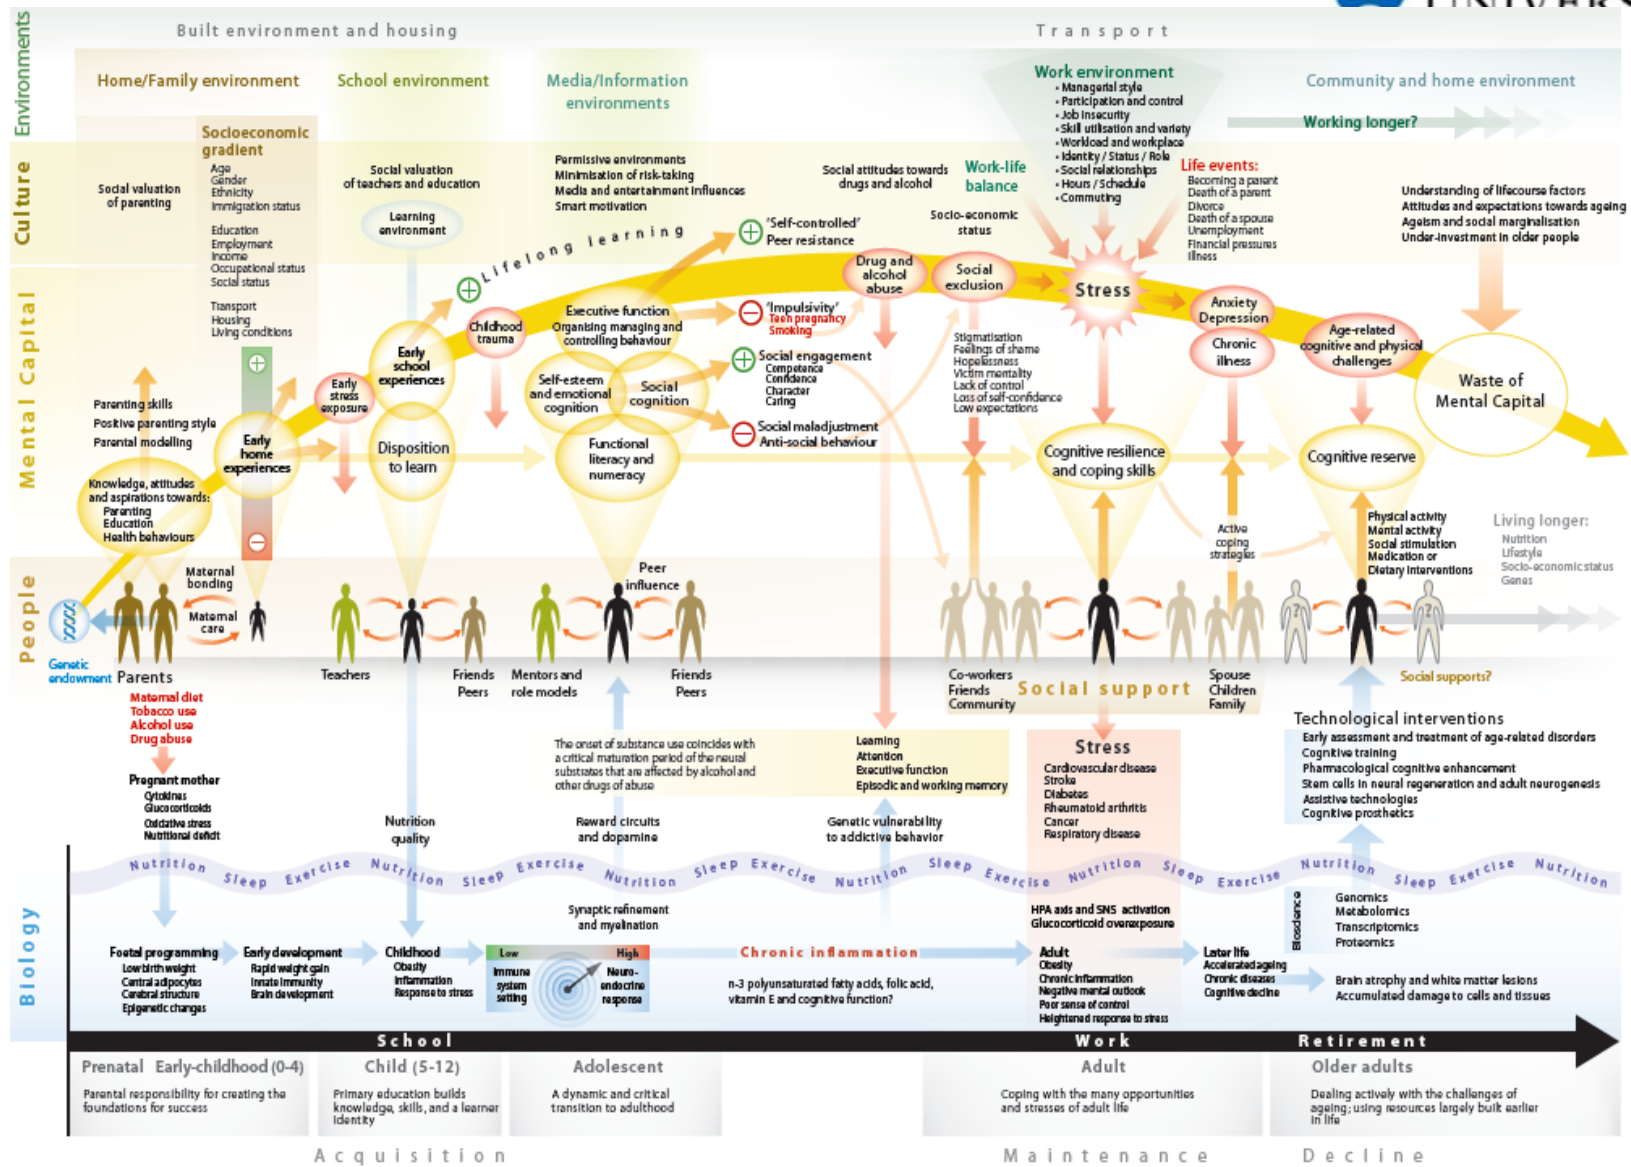 UNIVERS
Environments
Built environment and housing
Transport
Home/Family environment
School environment
Media/Information
environments
Work environment
• Managerial style
• Participation and control
• Job insecurity
• Skill utilisation and variety
• Workload and workplace
• Identity / Status / Role
• Social relationships
• Hours / Schedule
• Commuting
Community and home environment
Working longer?
Culture
Social valuation
of parenting
Socioeconomic
gradient
Age
Gender
Ethnicity
Immigration status
Education
Employment
Income
Occupational status
Social status
Transport
Housing
Living conditions
Social valuation
of teachers and education
Learning
environment
Permissive environments
Minimisation of risk-taking
Media and entertainment influences
Smart motivation
Social attitudes towards
drugs and alcohol
Work-life
balance
Socio-economic
status
Life events:
Becoming a parent
Death of a parent
Divorce
Death of a spouse
Unemployment
Financial pressures
Illness
Understanding of lifecourse factors
Attitudes and expectations towards ageing
Ageism and social marginalisation
Under-investment in older people
Mental Capital
Lifelong learning
'Self-controlled'
Peer resistance
'Impulsivity'
Teen pregnancy
Smoking
Social engagement
Competence
Confidence
Character
Caring
Social maladjustment
Anti-social behaviour
Parenting skills
Positive parenting style
Parental modelling
Knowledge, attitudes
and aspirations towards:
Parenting
Education
Health behaviours
Early
home
experiences
Early
stress
exposure
Early
school
experiences
Disposition
to learn
Childhood
trauma
Executive function
Organising managing and
controlling behaviour
Self-esteem
and emotional
cognition
Social
cognition
Functional
literacy and
numeracy
Drug and
alcohol
abuse
Social
exclusion
Stigmatisation
Feelings of shame
Hopelessness
Victim mentality
Lack of control
Loss of self-confidence
Low expectations
Stress
Cognitive resilience
and coping skills
Anxiety
Depression
Chronic
illness
Active
coping
strategies
Age-related
cognitive and physical
challenges
Cognitive reserve
Waste of
Mental Capital
Physical activity
Mental activity
Social stimulation
Medication or
Dietary interventions
Living longer:
Nutrition
Lifestyle
Socio-economic status
Genes
People
Genetic
endowment
Maternal
bonding
Maternal
care
Parents
Teachers
Friends
Peers
Mentors and
role models
Peer
influence
Friends
Peers
Co-workers
Friends
Community
Social support
Spouse
Children
Family
?
?
Social supports?
Maternal diet
Tobacco use
Alcohol use
Drug abuse
Pregnant mother
Cytokines
Glucocorticoids
Oxidative stress
Nutritional deficit
Nutrition
quality
The onset of substance use coincides with
a critical maturation period of the neural
substrates that are affected by alcohol and
other drugs of abuse
Learning
Attention
Executive function
Episodic and working memory
Reward circuits
and dopamine
Genetic vulnerability
to addictive behavior
Stress
Cardiovascular disease
Stroke
Diabetes
Rheumatoid arthritis
Cancer
Respiratory disease
Technological interventions
Early assessment and treatment of age-related disorders
Cognitive training
Pharmacological cognitive enhancement
Stem cells in neural regeneration and adult neurogenesis
Assistive technologies
Cognitive prosthetics
Nutrition Sleep Exercise Nutrition Sleep Exercise Nutrition Sleep Exercise Nutrition Sleep Exercise Nutrition Sleep Exercise Nutrition Sleep Exercise Nutrition
Biology
Synaptic refinement
and myelination
HPA axis and SNS activation
Glucocorticoid overexposure
Bioscience
Genomics
Metabolomics
Transcriptomics
Proteomics
Foetal programming
Low birth weight
Central adipocytes
Cerebral structure
Epigenetic changes
Early development
Rapid weight gain
Innate immunity
Brain development
Childhood
Obesity
Inflammation
Response to stress
Low
High
Immune
system
setting
Neuro-
endocrine
response
Chronic inflammation
n-3 polyunsaturated fatty acids, folic acid,
vitamin E and cognitive function?
Adult
Obesity
Chronic inflammation
Negative mental outlook
Poor sense of control
Heightened response to stress
Later life
Accelerated ageing
Chronic diseases
Cognitive decline
Brain atrophy and white matter lesions
Accumulated damage to cells and tissues
School
Work
Retirement
Prenatal Early-childhood (0-4)
Parental responsibility for creating the
foundations for success
Child (5-12)
Primary education builds
knowledge, skills, and a learner
identity
Adolescent
A dynamic and critical
transition to adulthood
Adult
Coping with the many opportunities
and stresses of adult life
Older adults
Dealing actively with the challenges of
ageing; using resources largely built earlier
in life
Acquisition
Maintenance
Decline